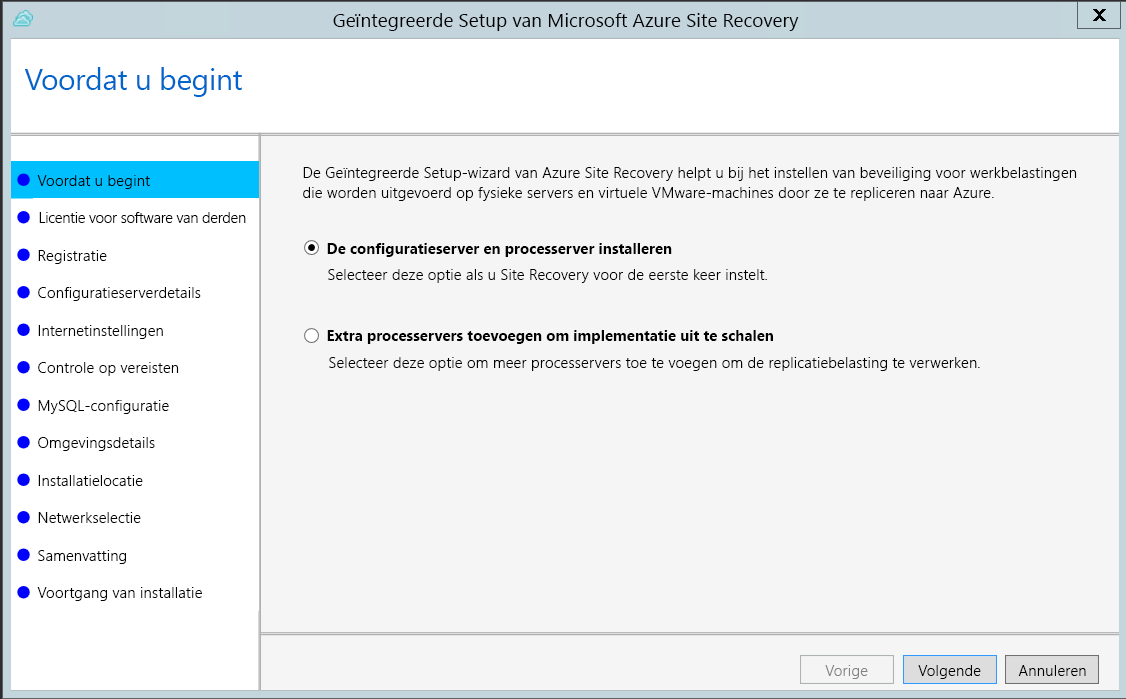 Geïntegreerde Setup van Microsoft Azure Site Recovery
X
Voordat u begint
Voordat u begint
Licentie voor software van derden
Registratie
Configuratieserverdetails
Internetinstellingen
Controle op vereisten
MySQL-configuratie
Omgevingsdetails
Installatielocatie
Netwerkselectie
Samenvatting
Voortgang van installatie
De Geïntegreerde Setup-wizard van Azure Site Recovery helpt u bij het instellen van beveiliging voor werkbelastingen
die worden uitgevoerd op fysieke servers en virtuele VMware-machines door ze te repliceren naar Azure.
De configuratieserver en processerver installeren
Selecteer deze optie als u Site Recovery voor de eerste keer instelt.
Extra processervers toevoegen om implementatie uit te schalen
Selecteer deze optie om meer processervers toe te voegen om de replicatiebelasting te verwerken.
Vorige
Volgende
Annuleren